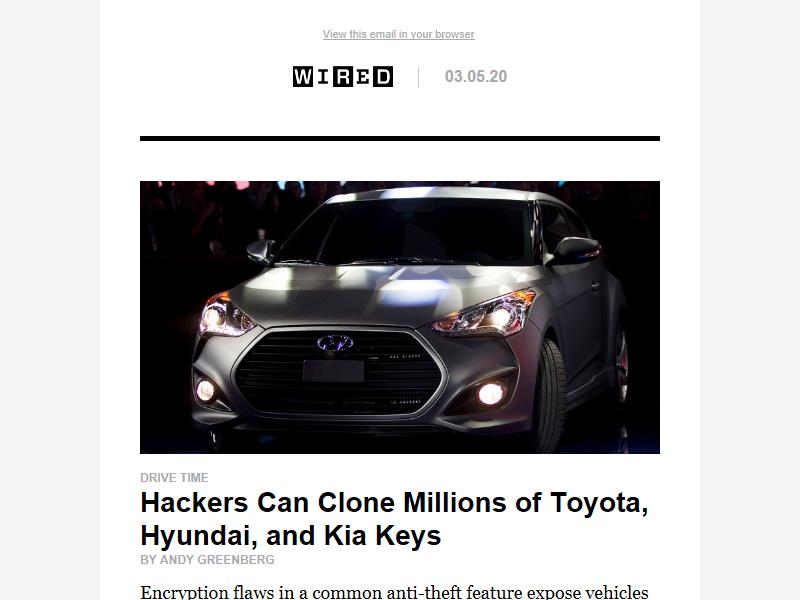 View this email in your browser
WIRED
03.05.20
DRIVE TIME
Hackers Can Clone Millions of Toyota,
Hyundai, and Kia Keys
BY ANDY GREENBERG
Encryption flaws in a common anti-theft feature expose vehicles